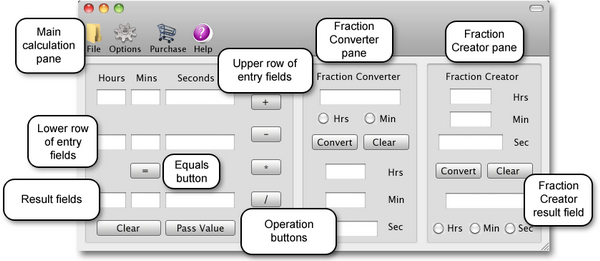 Main
calculation
pane
File
Options
Purchase
Help
Fraction
Converter
pane
Fraction
Creator pane
Upper row of
entry fields
Hours
Mins
Seconds
+
Lower row
of entry
fields
-
=
Equals
button
*
Result fields
/
Clear
Pass Value
Operation
buttons
Fraction Converter
Hrs
Min
Convert
Clear
Hrs
Min
Sec
Fraction Creator
Hrs
Min
Sec
Convert
Clear
Fraction
Creator
result field
Hrs
Min
Sec